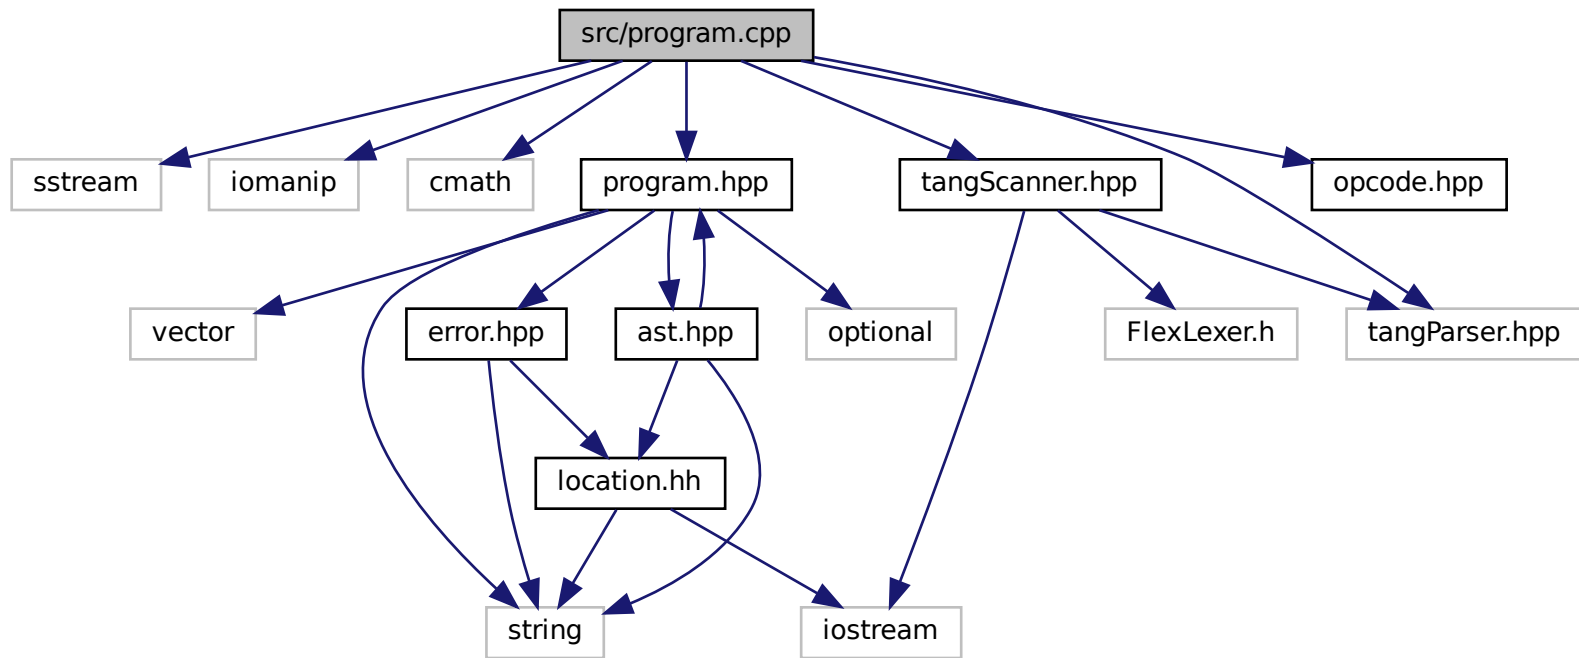 src/program.cpp
sstream
iomanip
cmath
program.hpp
tangScanner.hpp
opcode.hpp
vector
error.hpp
ast.hpp
optional
FlexLexer.h
tangParser.hpp
location.hh
string
iostream